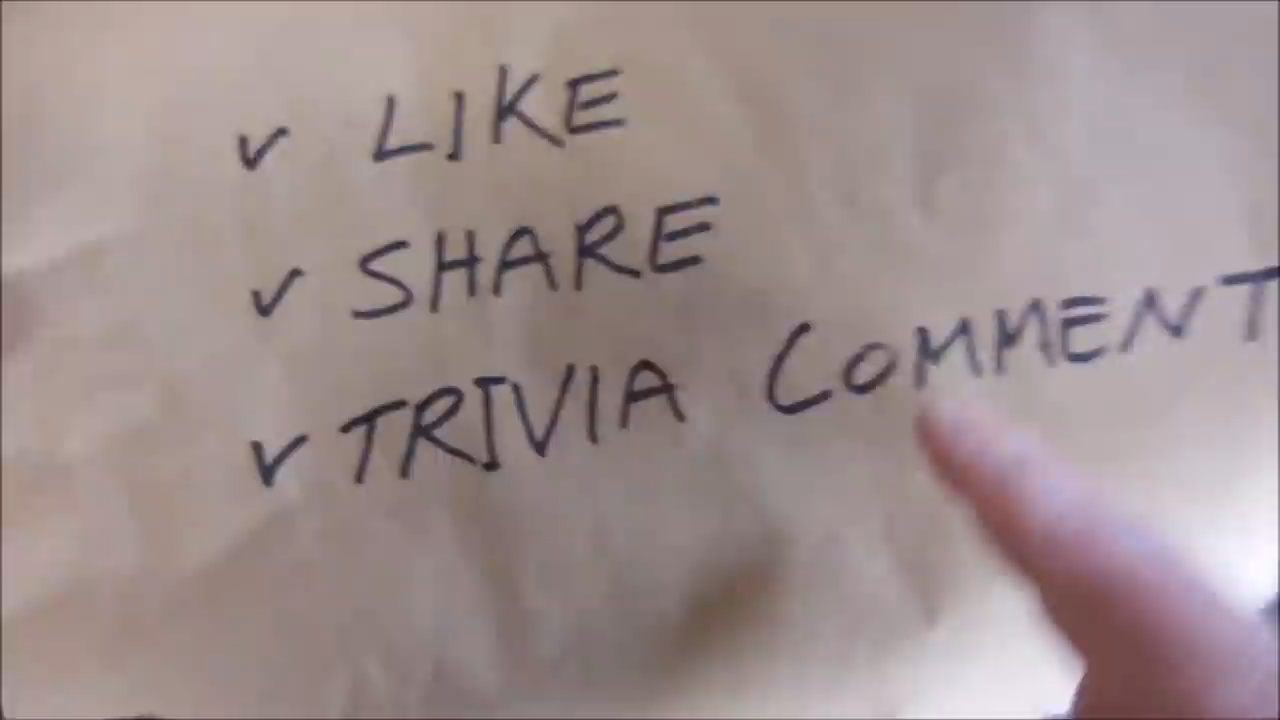 ✓ LIKE
✓ SHARE
✓ TRIVIA COMMENT